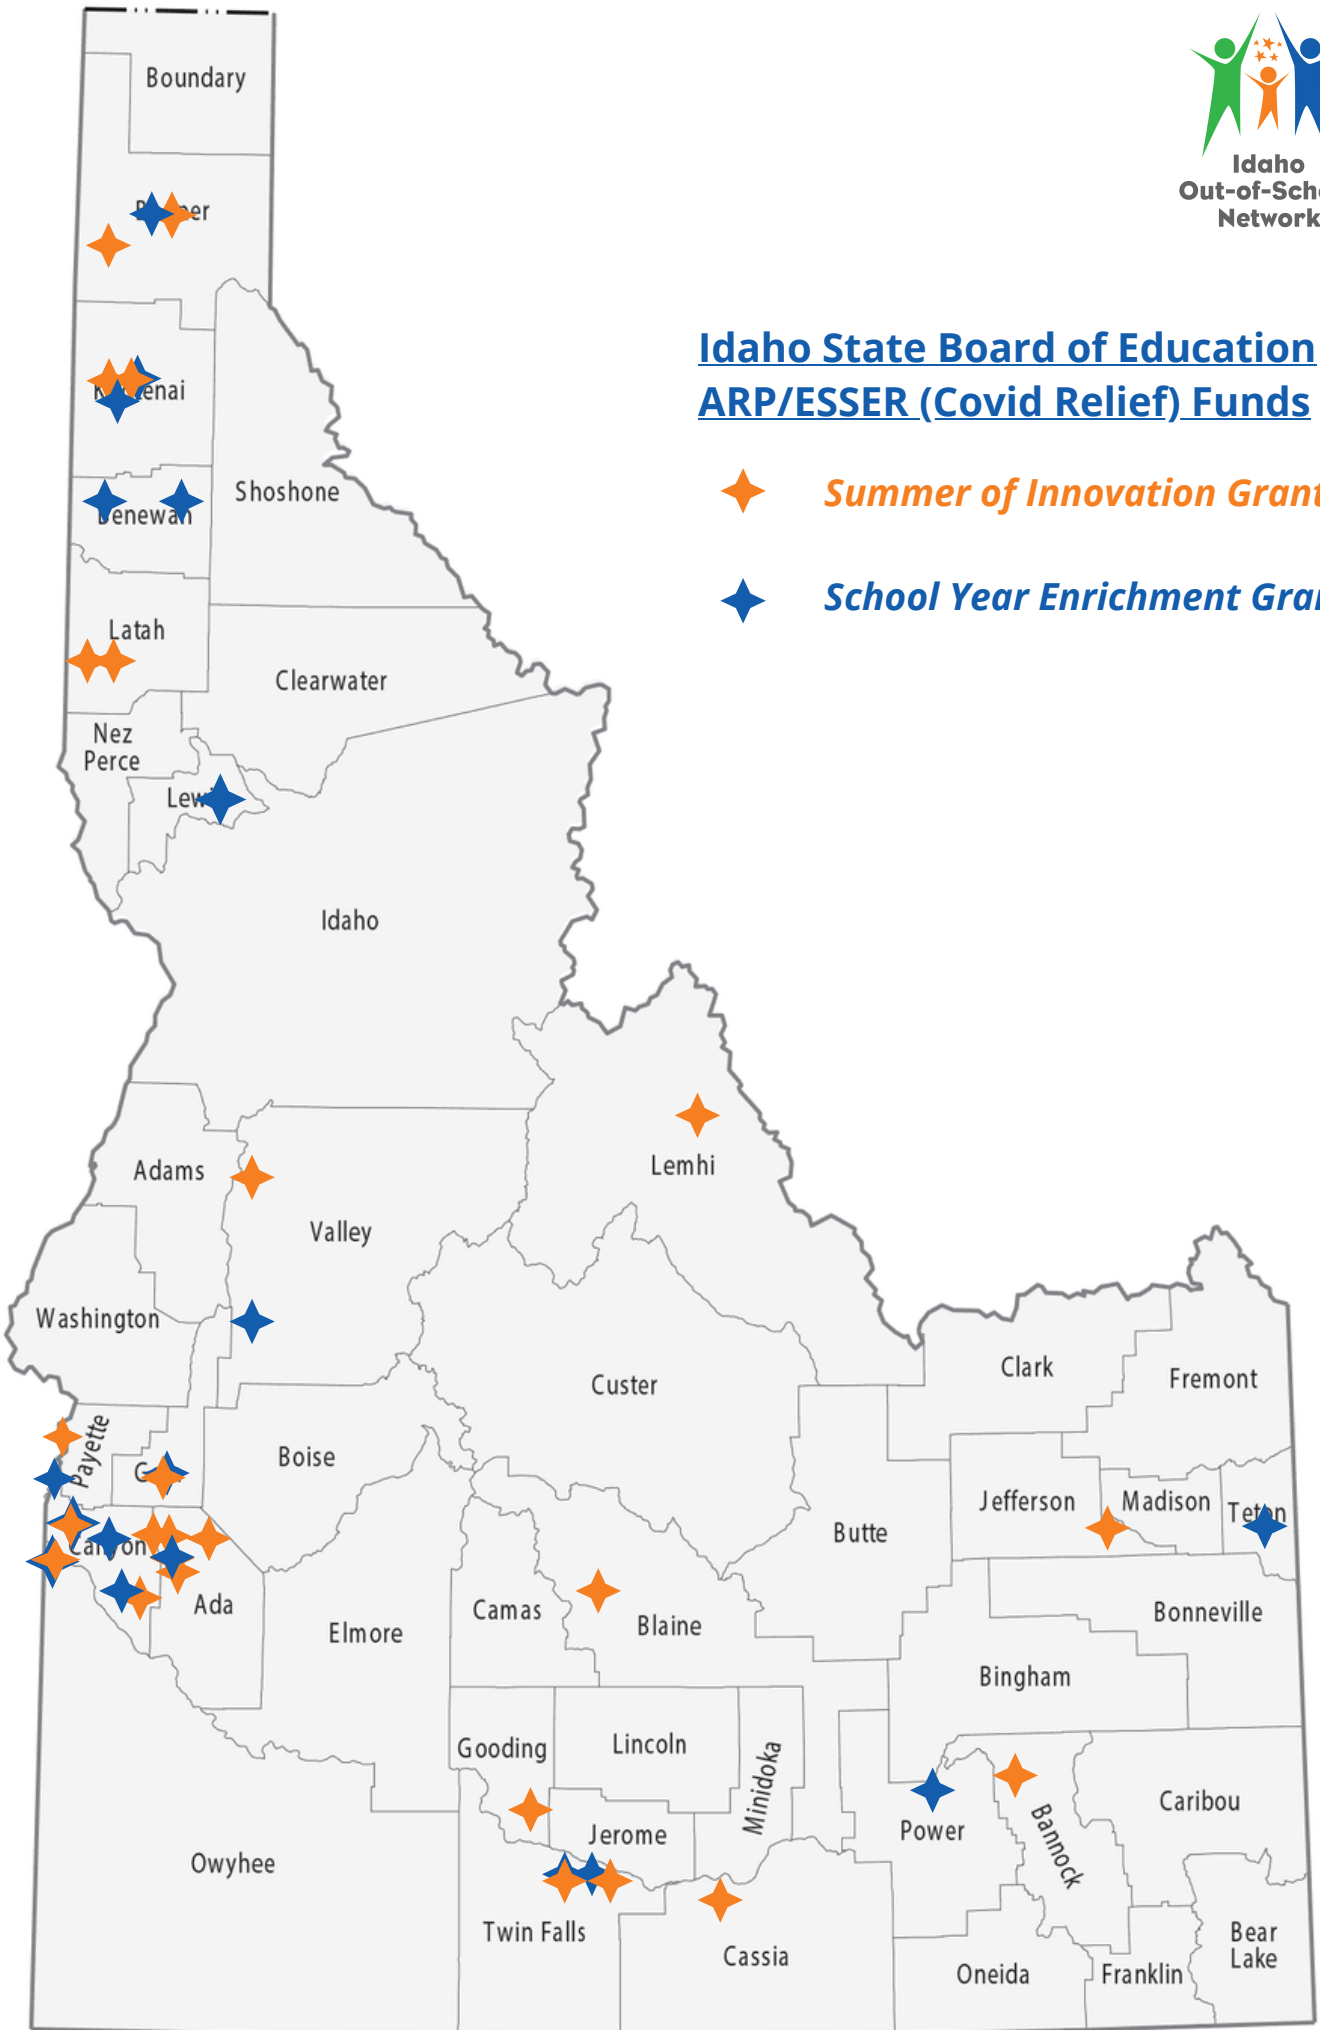 Idaho
Out-of-Scho
Network
Idaho State Board of Education
ARP/ESSER (Covid Relief) Funds
Summer of Innovation Grant
School Year Enrichment Gra
Boundary
Shoshone
Latah
Clearwater
Nez
Perce
Idaho
Adams
Lemhi
Valley
Washington
Custer
Clark
Fremont
Payette
Boise
Jefferson
Madison
Teton
Butte
Canyon
Ada
Elmore
Camas
Blaine
Bonneville
Bingham
Gooding
Lincoln
Minidoka
Jerome
Power
Bannock
Caribou
Owyhee
Twin Falls
Cassia
Oneida
Franklin
Bear
Lake